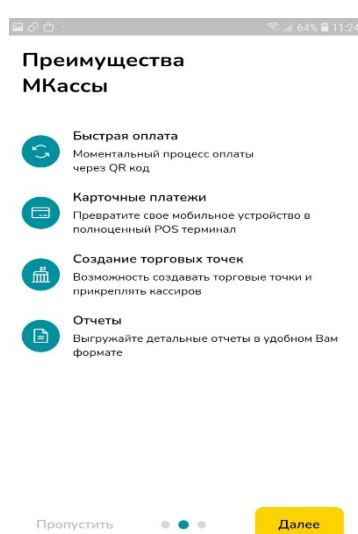 64% 11:24
Преимущества
МКассы
Быстрая оплата
Моментальный процесс оплаты
через QR код
Карточные платежи
Превратите свое мобильное устройство в
полноценный POS терминал
Создание торговых точек
Возможность создавать торговые точки и
прикреплять кассиров
Отчеты
Выгружайте детальные отчеты в удобном Вам
формате
Пропустить
Далее